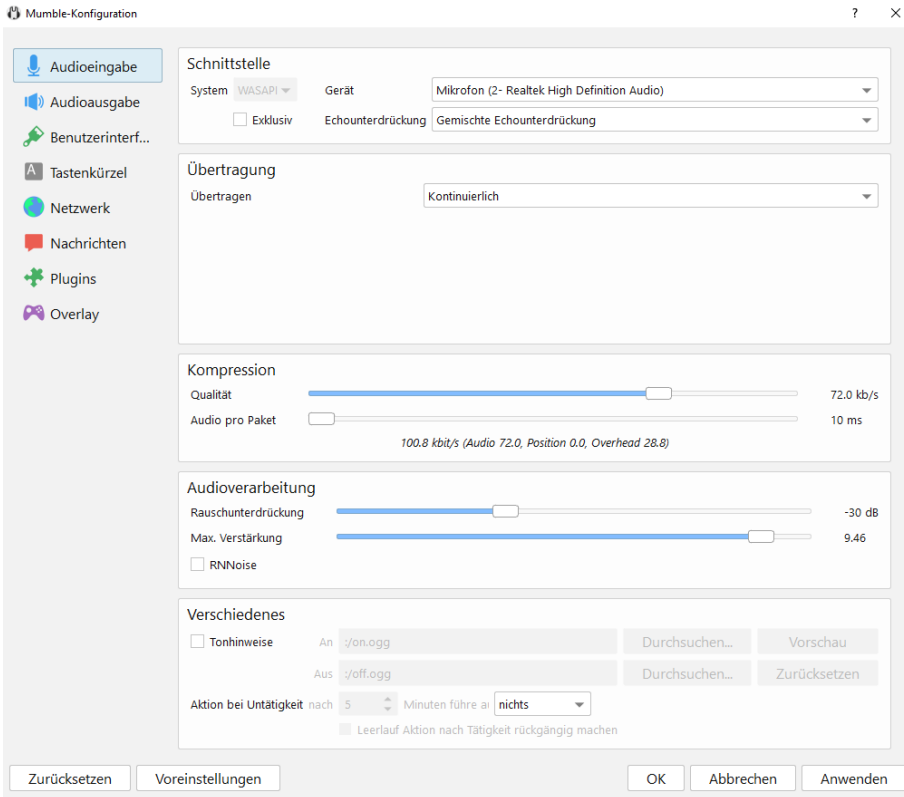 Mumble-Konfiguration ? ×
Audioeingabe
Audioausgabe
Benutzerinterf...
Tastenkürzel
Netzwerk
Nachrichten
Plugins
Overlay
Schnittstelle
System WASAPI Gerät Mikrofon (2- Realtek High Definition Audio)
Exklusiv Echounterdrückung Gemischte Echounterdrückung
Übertragung
Übertragen Kontinuierlich
Kompression
Qualität 72.0 kb/s
Audio pro Paket 10 ms
100.8 kbit/s (Audio 72.0, Position 0.0, Overhead 28.8)
Audioverarbeitung
Rauschunterdrückung -30 dB
Max. Verstärkung 9.46
RNNoise
Verschiedenes
Tonhinweise An :/on.ogg Durchsuchen... Vorschau
Aus :/off.ogg Durchsuchen... Zurücksetzen
Aktion bei Untätigkeit nach 5 Minuten führe au nichts
Leerlauf Aktion nach Tätigkeit rückgängig machen
Zurücksetzen Voreinstellungen OK Abbrechen Anwenden